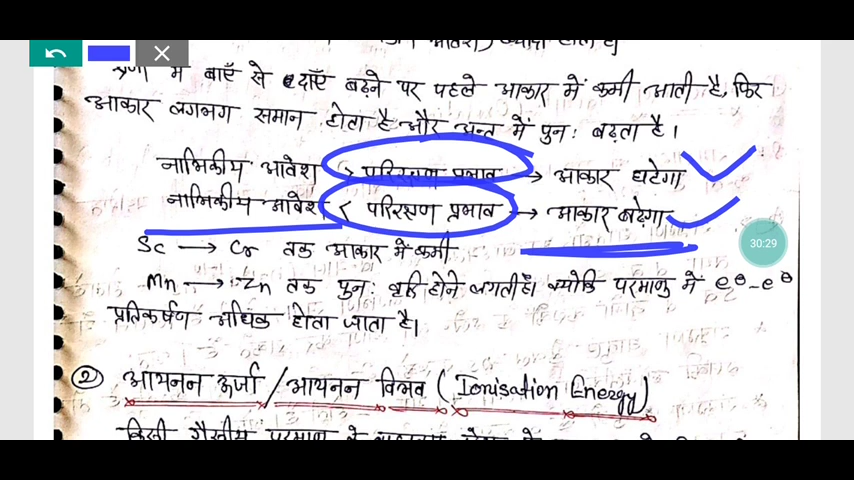 ज्यादा होता है।
श्रेणी में बाएँ से दाएँ बढ़ने पर पहले आकार में कमी आती है, फिर
आकार लगभग समान होता है और अन्त में पुनः बढ़ता है।
नाभिकीय आवेश > परिरक्षण प्रभाव → आकार घटेगा
नाभिकीय आवेश < परिरक्षण प्रभाव → आकार बढ़ेगा
30:29
Sc → Cr तक आकार में कमी
Mn → Zn तक पुनः वृद्धि होने लगती है। क्योंकि परमाणु में e⊖-e⊖
प्रतिकर्षण अधिक होता जाता है।
② आयनन ऊर्जा / आयनन विभव (Ionisation Energy)
किसी गैसीय परमाणु के